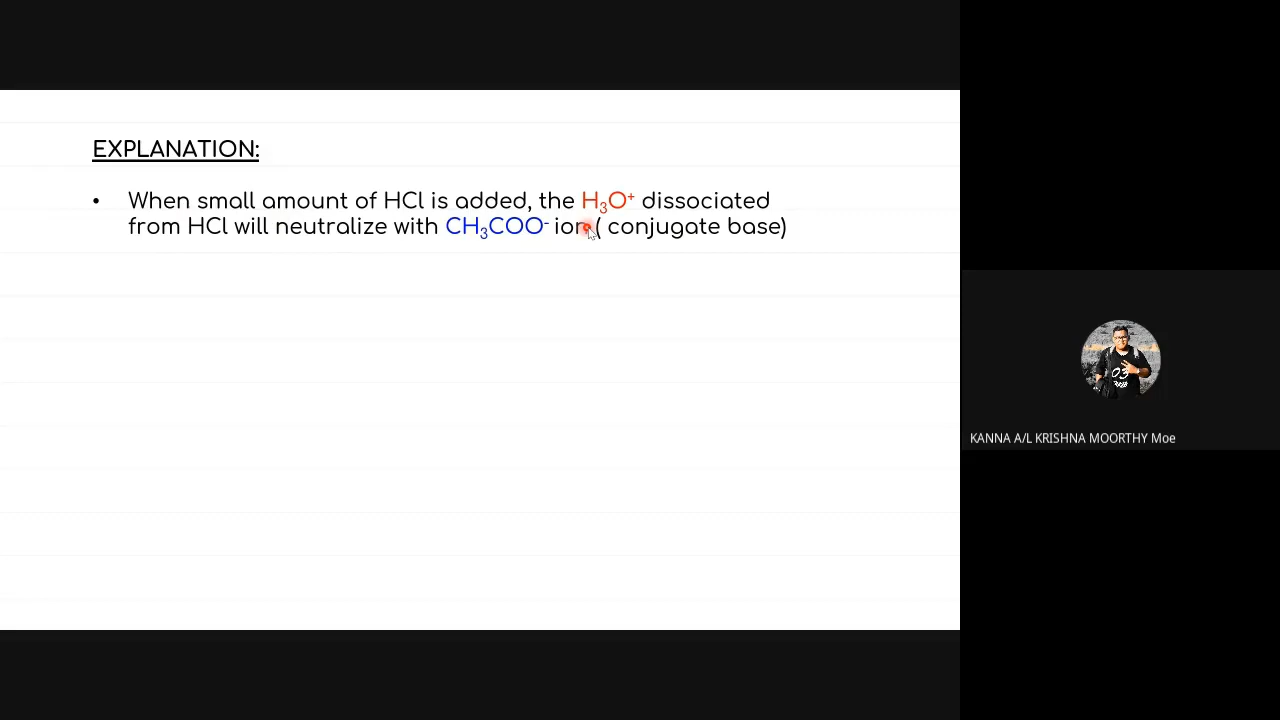 EXPLANATION:
• When small amount of HCl is added, the H₃O⁺ dissociated
from HCl will neutralize with CH₃COO⁻ ion ( conjugate base)
KANNA A/L KRISHNA MOORTHY Moe